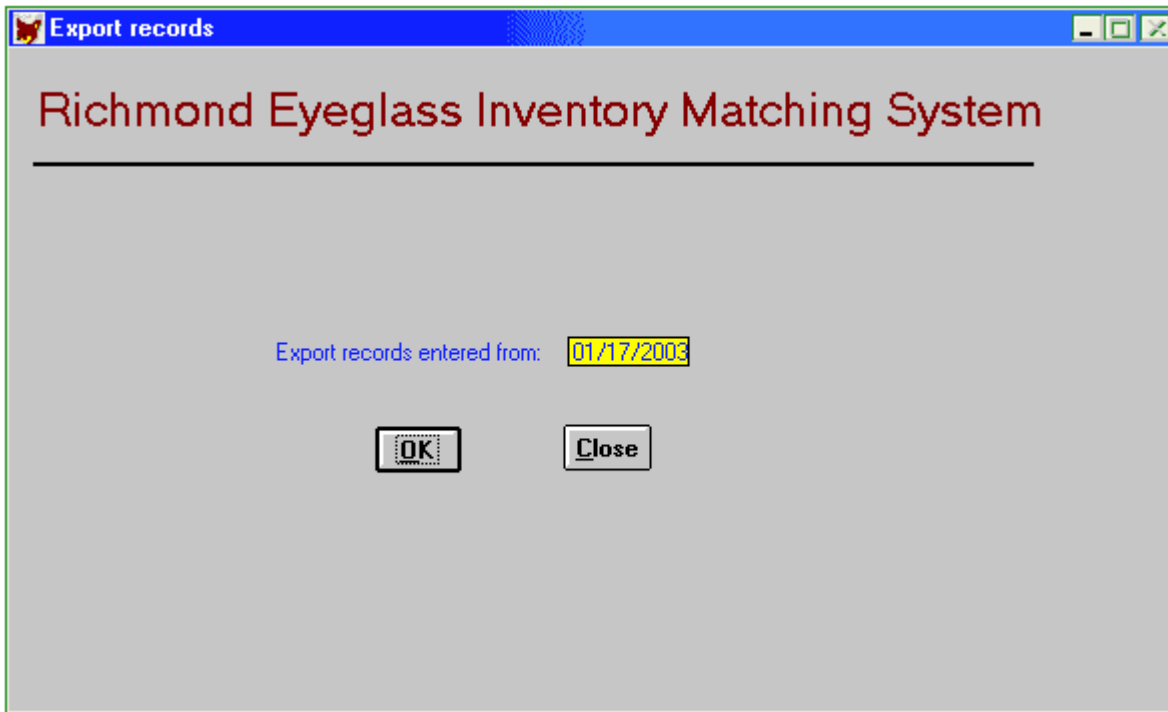 Export records
Richmond Eyeglass Inventory Matching System
Export records entered from: 01/17/2003
OK Close